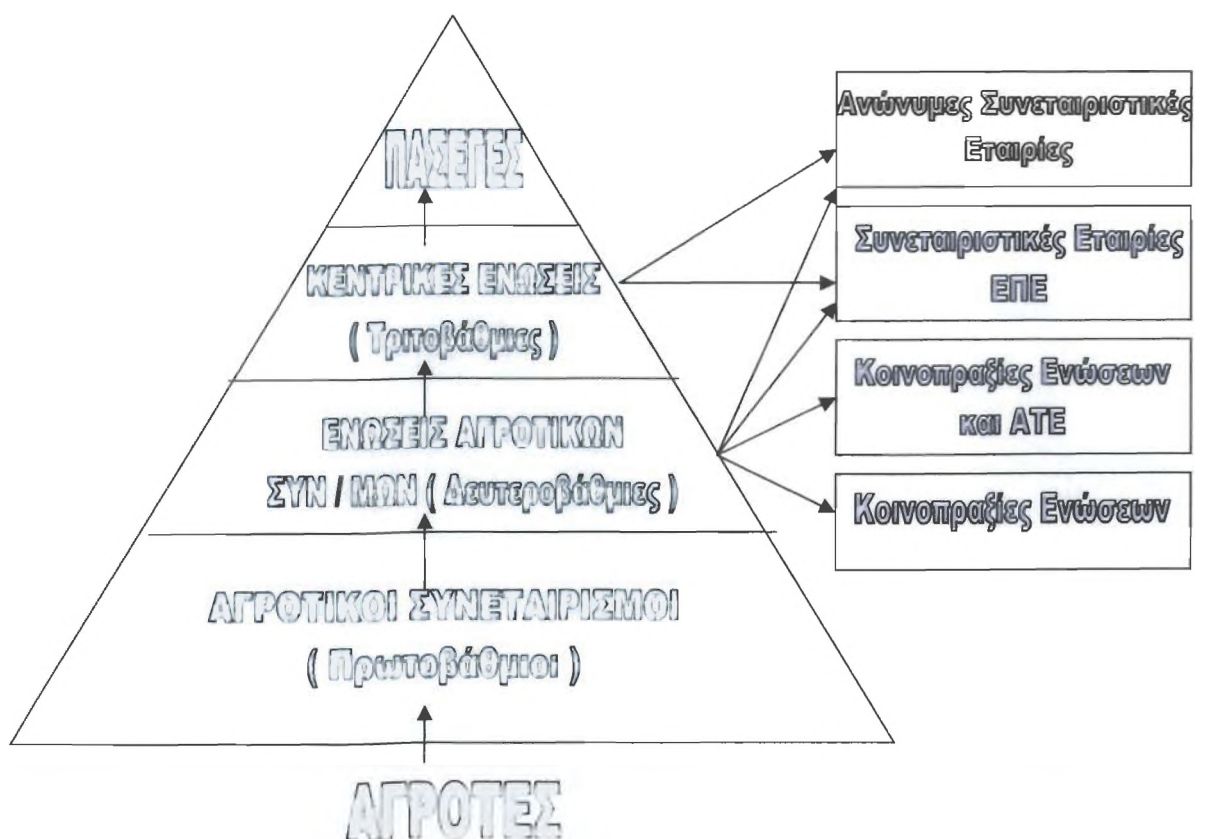 ΠΑΣΕΓΕΣ
ΚΕΝΤΡΙΚΕΣ ΕΝΩΣΕΙΣ
( Τριτοβάθμιες )
ΕΝΩΣΕΙΣ ΑΓΡΟΤΙΚΩΝ
ΣΥΝ / ΜΩΝ ( Δευτεροβάθμιες )
ΑΓΡΟΤΙΚΟΙ ΣΥΝΕΤΑΙΡΙΣΜΟΙ
( Πρωτοβάθμιοι )
ΑΓΡΟΤΕΣ
Ανώνυμες Συνεταιριστικές
Εταιρίες
Συνεταιριστικές Εταιρίες
ΕΠΕ
Κοινοπραξίες Ενώσεων
και ΑΤΕ
Κοινοπραξίες Ενώσεων